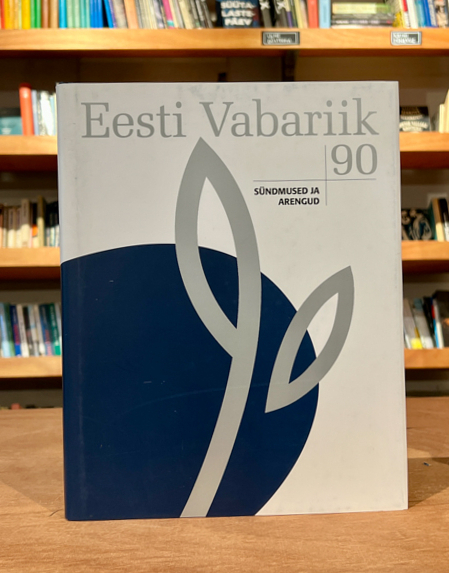 Eesti Vabariik
90
SÜNDMUSED JA
ARENGUD